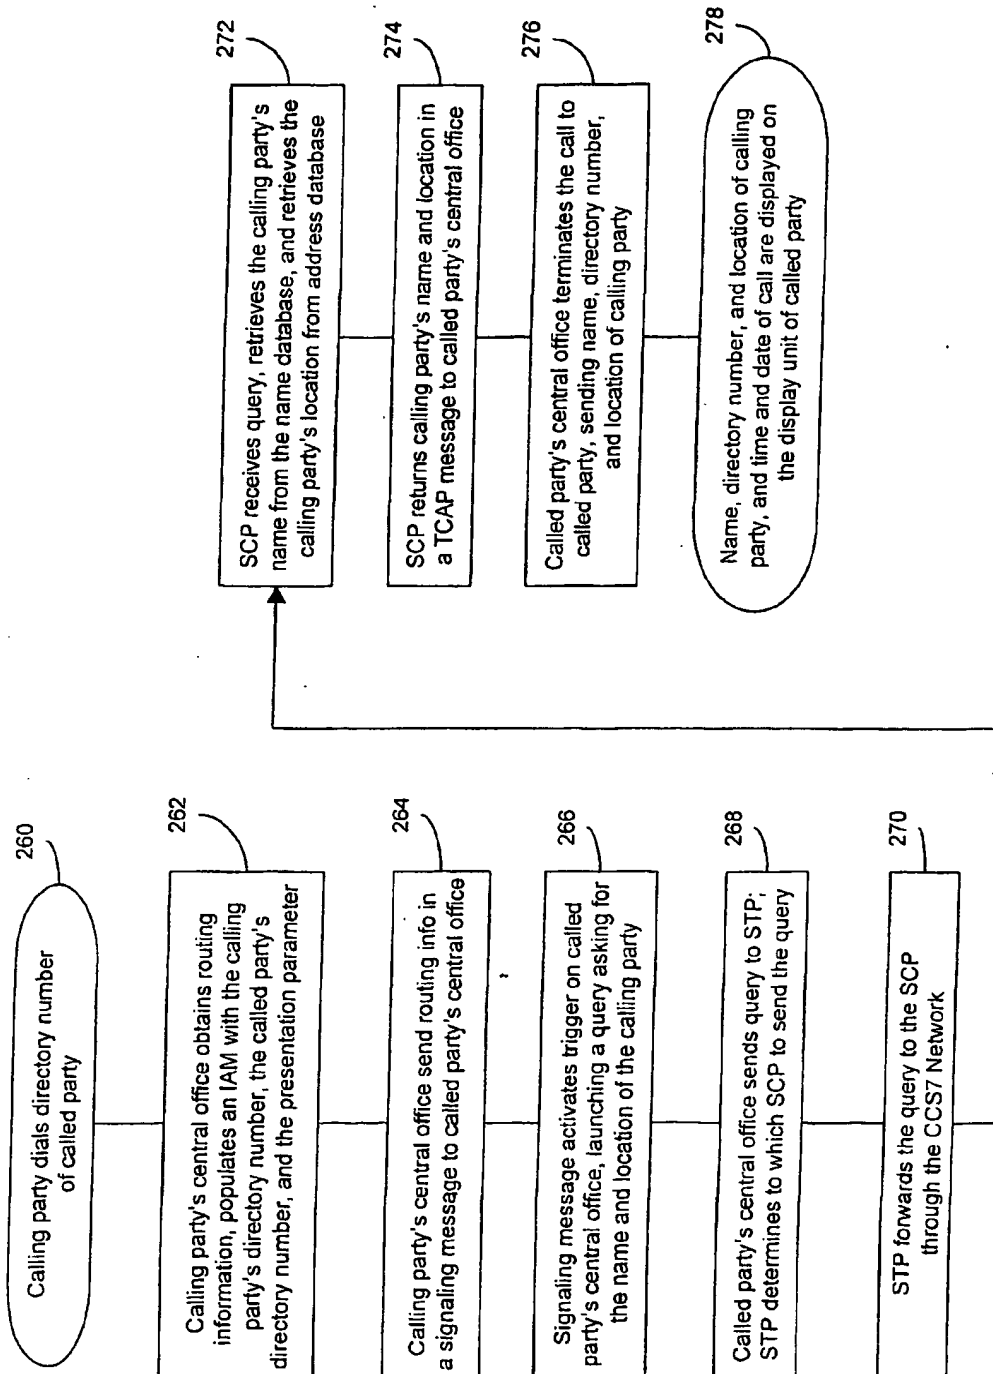 260
Calling party dials directory number
of called party
262
Calling party's central office obtains routing
information, populates an IAM with the calling
party's directory number, the called party's
directory number, and the presentation parameter
264
Calling party's central office send routing info in
a signaling message to called party's central office
266
Signaling message activates trigger on called
party's central office, launching a query asking for
the name and location of the calling party
268
Called party's central office sends query to STP;
STP determines to which SCP to send the query
270
STP forwards the query to the SCP
through the CCS7 Network
272
SCP receives query, retrieves the calling party's
name from the name database, and retrieves the
calling party's location from address database
274
SCP returns calling party's name and location in
a TCAP message to called party's central office
276
Called party's central office terminates the call to
called party, sending name, directory number,
and location of calling party
278
Name, directory number, and location of calling
party, and time and date of call are displayed on
the display unit of called party